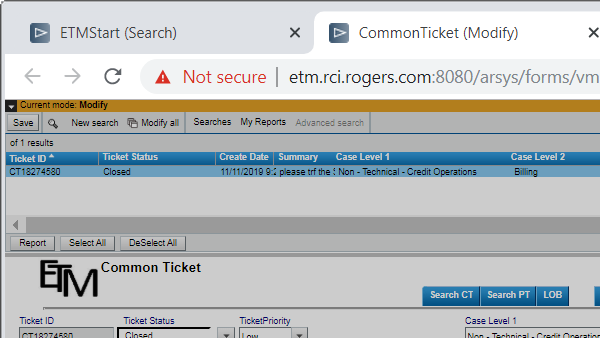 ETMStart (Search) CommonTicket (Modify)
Not secure etm.rci.rogers.com:8080/arsys/forms/vm
Current mode: Modify
Save New search Modify all Searches My Reports Advanced search
of 1 results
Ticket ID Ticket Status Create Date Summary Case Level 1 Case Level 2
CT18274580 Closed 11/11/2019 9:2 please trf the Non - Technical - Credit Operations Billing
Report Select All DeSelect All
ETM Common Ticket
Search CT Search PT LOB
Ticket ID Ticket Status TicketPriority Case Level 1
CT18274580 Closed Low Non - Technical - Credit Operations